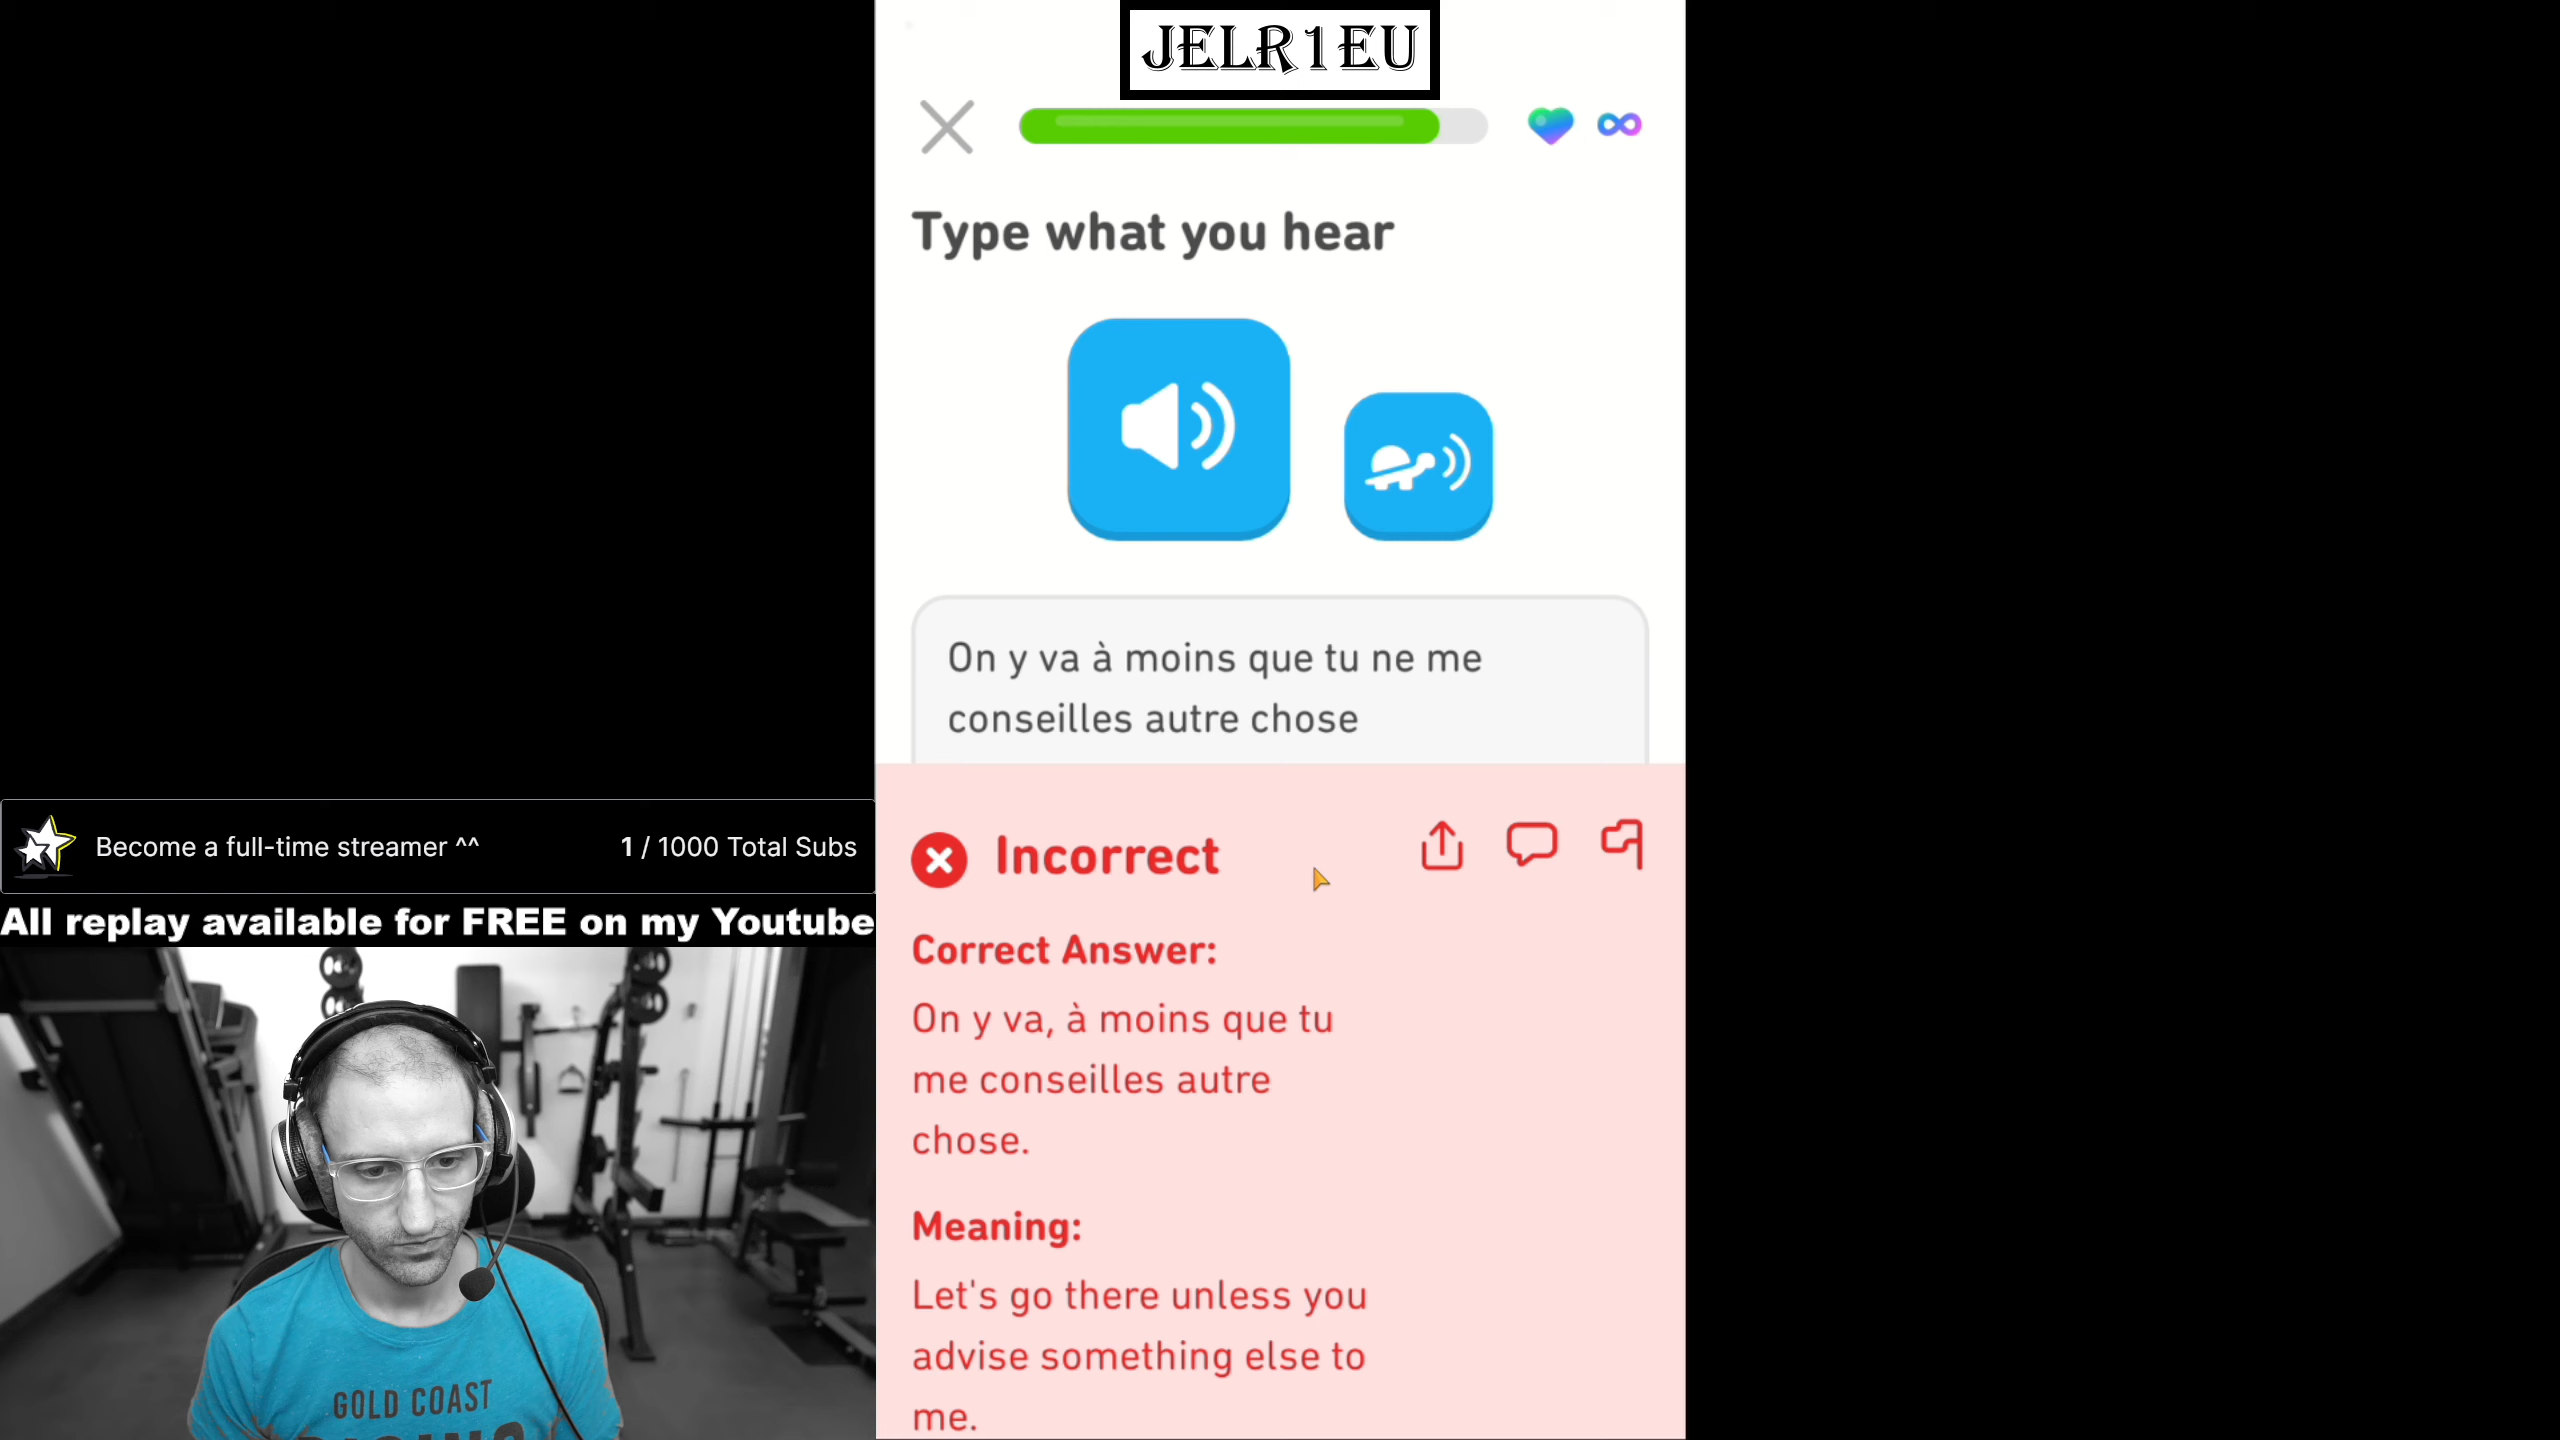 JELR1EU
Type what you hear
On y va à moins que tu ne me
conseilles autre chose
Incorrect
Correct Answer:
On y va, à moins que tu
me conseilles autre
chose.
Meaning:
Let's go there unless you
advise something else to
me.
Become a full-time streamer ^^
1 / 1000 Total Subs
All replay available for FREE on my Youtube
GOLD COAST